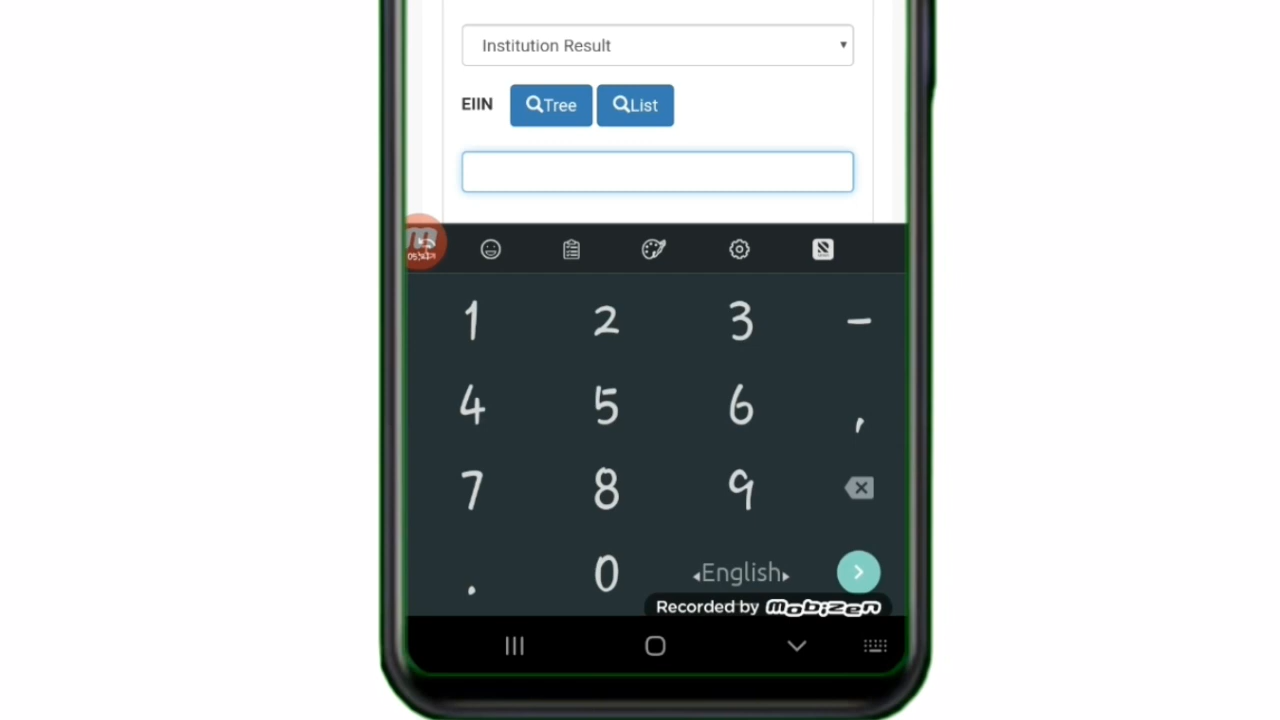 Institution Result
EIIN Tree List
1 2 3 -
4 5 6 ,
7 8 9
. 0 English
Recorded by mobizen